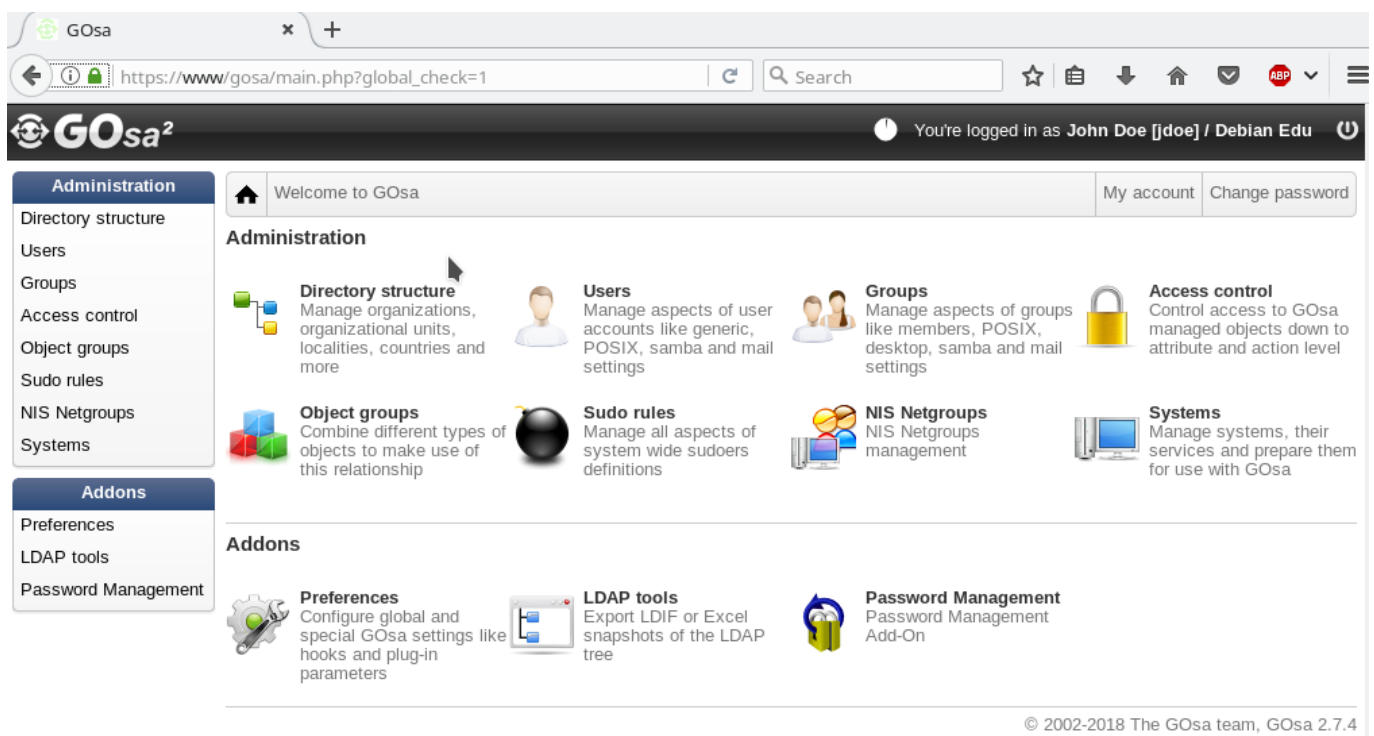 GOsa
https://www/gosa/main.php?global_check=1
Search
ABP
GOsa²
You're logged in as John Doe [jdoe] / Debian Edu
Administration
Directory structure
Users
Groups
Access control
Object groups
Sudo rules
NIS Netgroups
Systems
Addons
Preferences
LDAP tools
Password Management
Welcome to GOsa
My account
Change password
Administration
Directory structure
Manage organizations,
organizational units,
localities, countries and
more
Users
Manage aspects of user
accounts like generic,
POSIX, samba and mail
settings
Groups
Manage aspects of groups
like members, POSIX,
desktop, samba and mail
settings
Access control
Control access to GOsa
managed objects down to
attribute and action level
Object groups
Combine different types of
objects to make use of
this relationship
Sudo rules
Manage all aspects of
system wide sudoers
definitions
NIS Netgroups
NIS Netgroups
management
Systems
Manage systems, their
services and prepare them
for use with GOsa
Addons
Preferences
Configure global and
special GOsa settings like
hooks and plug-in
parameters
LDAP tools
Export LDIF or Excel
snapshots of the LDAP
tree
Password Management
Password Management
Add-On
© 2002-2018 The GOsa team, GOsa 2.7.4